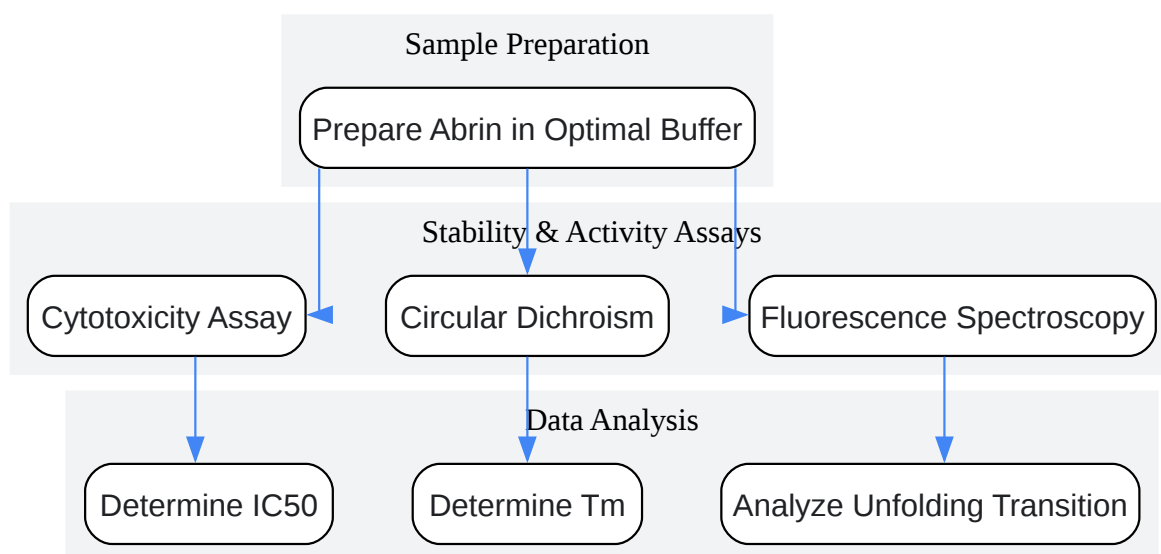 Sample Preparation
Prepare Abrin in Optimal Buffer
Stability & Activity Assays
Cytotoxicity Assay
Circular Dichroism
Fluorescence Spectroscopy
Data Analysis
Determine IC50
Determine Tm
Analyze Unfolding Transition